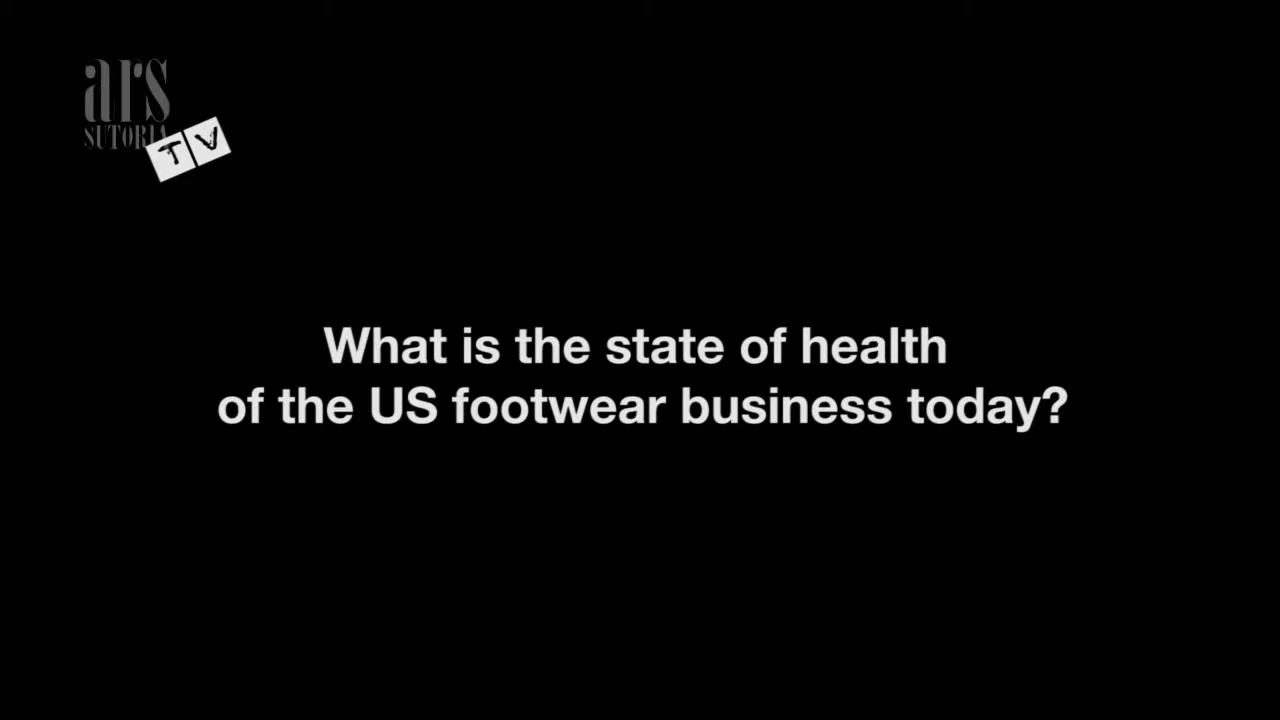 ars
SUTORIA
TV
What is the state of health
of the US footwear business today?